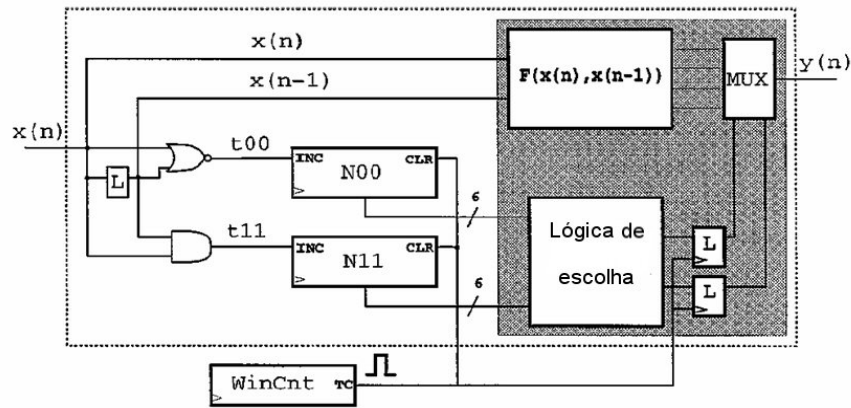 x(n)
x(n-1)
F(x(n),x(n-1))
MUX
y(n)
x(n)
L
t00
INC
CLR
N00
6
t11
INC
CLR
N11
6
Lógica de
escolha
L
L
WinCnt
TC